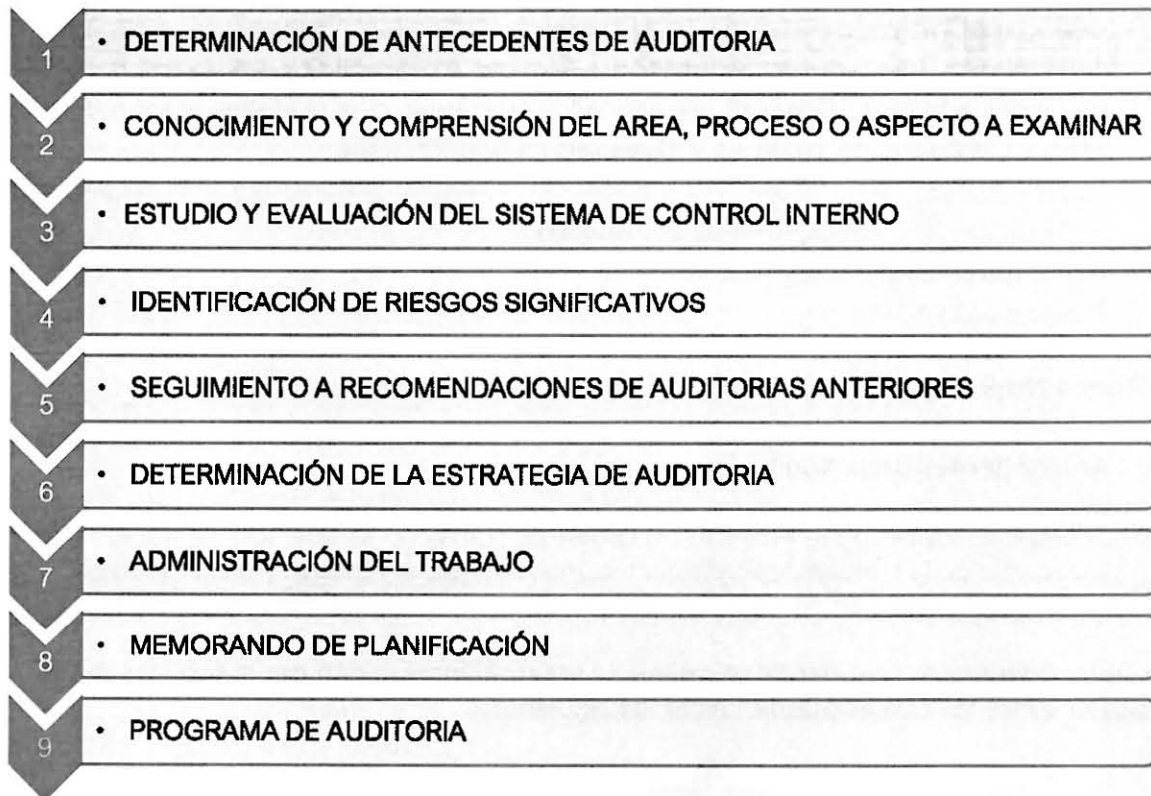 1
• DETERMINACIÓN DE ANTECEDENTES DE AUDITORIA
2
• CONOCIMIENTO Y COMPRENSIÓN DEL AREA, PROCESO O ASPECTO A EXAMINAR
3
• ESTUDIO Y EVALUACIÓN DEL SISTEMA DE CONTROL INTERNO
4
• IDENTIFICACIÓN DE RIESGOS SIGNIFICATIVOS
5
• SEGUIMIENTO A RECOMENDACIONES DE AUDITORIAS ANTERIORES
6
• DETERMINACIÓN DE LA ESTRATEGIA DE AUDITORIA
7
• ADMINISTRACIÓN DEL TRABAJO
8
• MEMORANDO DE PLANIFICACIÓN
9
• PROGRAMA DE AUDITORIA